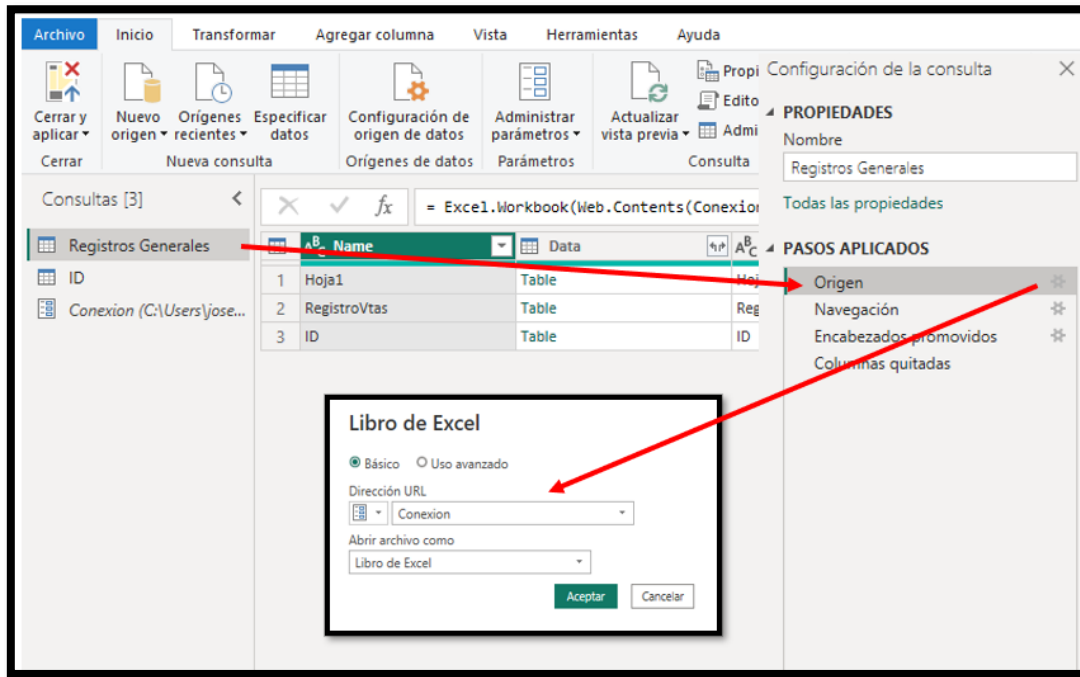 Archivo Inicio Transformar Agregar columna Vista Herramientas Ayuda
Cerrar y aplicar
Nuevo origen
Orígenes recientes
Especificar datos
Configuración de origen de datos
Administrar parámetros
Actualizar vista previa
Propi
Edito
Admi
Cerrar Nueva consulta Orígenes de datos Parámetros Consulta
Consultas [3]
Registros Generales
ID
Conexion (C:\Users\jose...
fx = Excel.Workbook(Web.Contents(Conexion
ABC Name Data ABC
1 Hoja1 Table Hoj
2 RegistroVtas Table Reg
3 ID Table ID
Libro de Excel
Básico Uso avanzado
Dirección URL
Conexion
Abrir archivo como
Libro de Excel
Aceptar Cancelar
Configuración de la consulta
PROPIEDADES
Nombre
Registros Generales
Todas las propiedades
PASOS APLICADOS
Origen
Navegación
Encabezados promovidos
Columnas quitadas